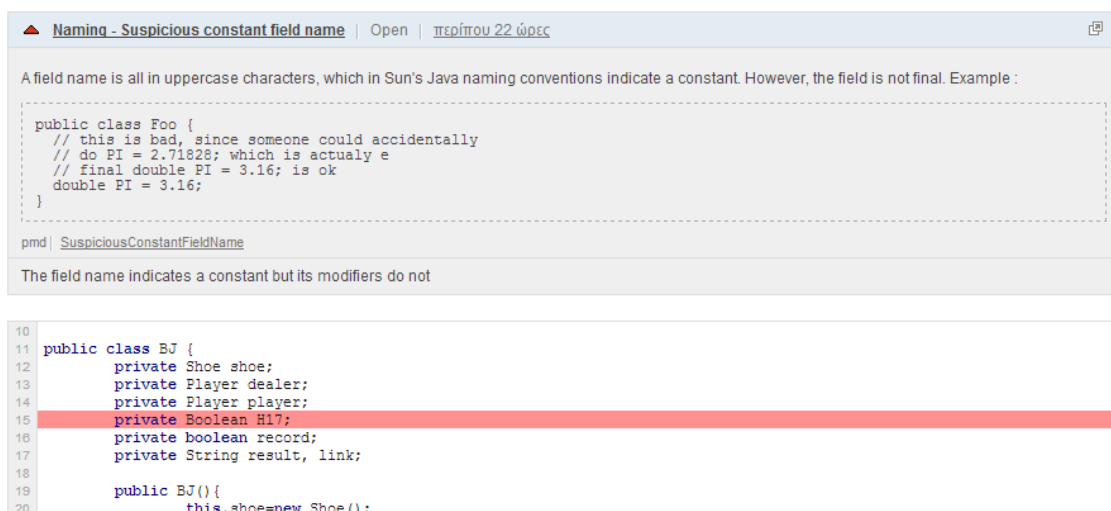 Naming - Suspicious constant field name | Open | περίπου 22 ώρες
A field name is all in uppercase characters, which in Sun's Java naming conventions indicate a constant. However, the field is not final. Example :
public class Foo {
// this is bad, since someone could accidentally
// do PI = 2.71828; which is actualy e
// final double PI = 3.16; is ok
double PI = 3.16;
}
pmd | SuspiciousConstantFieldName
The field name indicates a constant but its modifiers do not
10
11 public class BJ {
12 private Shoe shoe;
13 private Player dealer;
14 private Player player;
15 private Boolean H17;
16 private boolean record;
17 private String result, link;
18
19 public BJ(){
20 this.shoe=new Shoe();